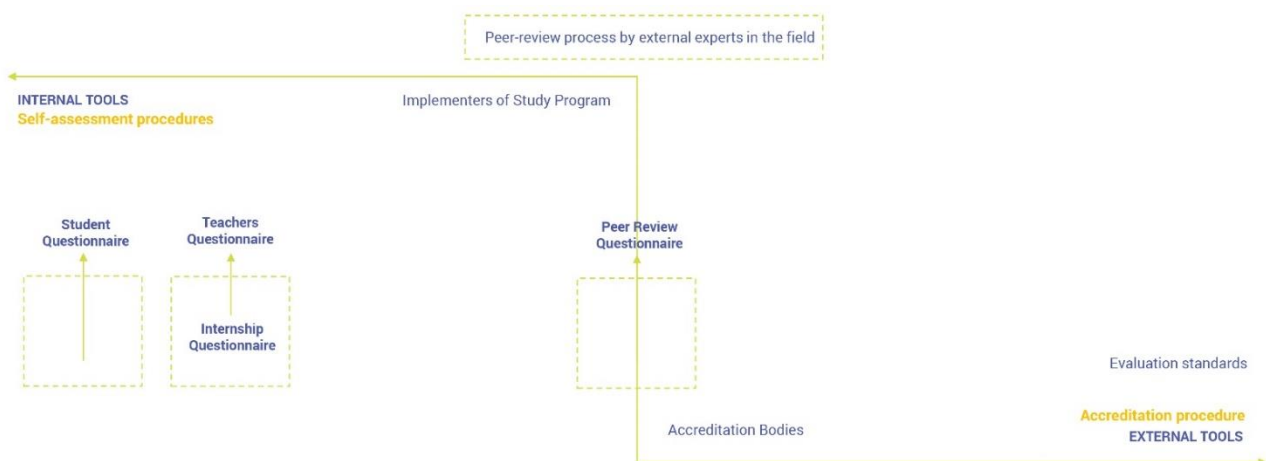 Peer-review process by external experts in the field
INTERNAL TOOLS
Self-assessment procedures
Implementers of Study Program
Student
Questionnaire
Teachers
Questionnaire
Peer Review
Questionnaire
Internship
Questionnaire
Evaluation standards
Accreditation procedure
EXTERNAL TOOLS
Accreditation Bodies